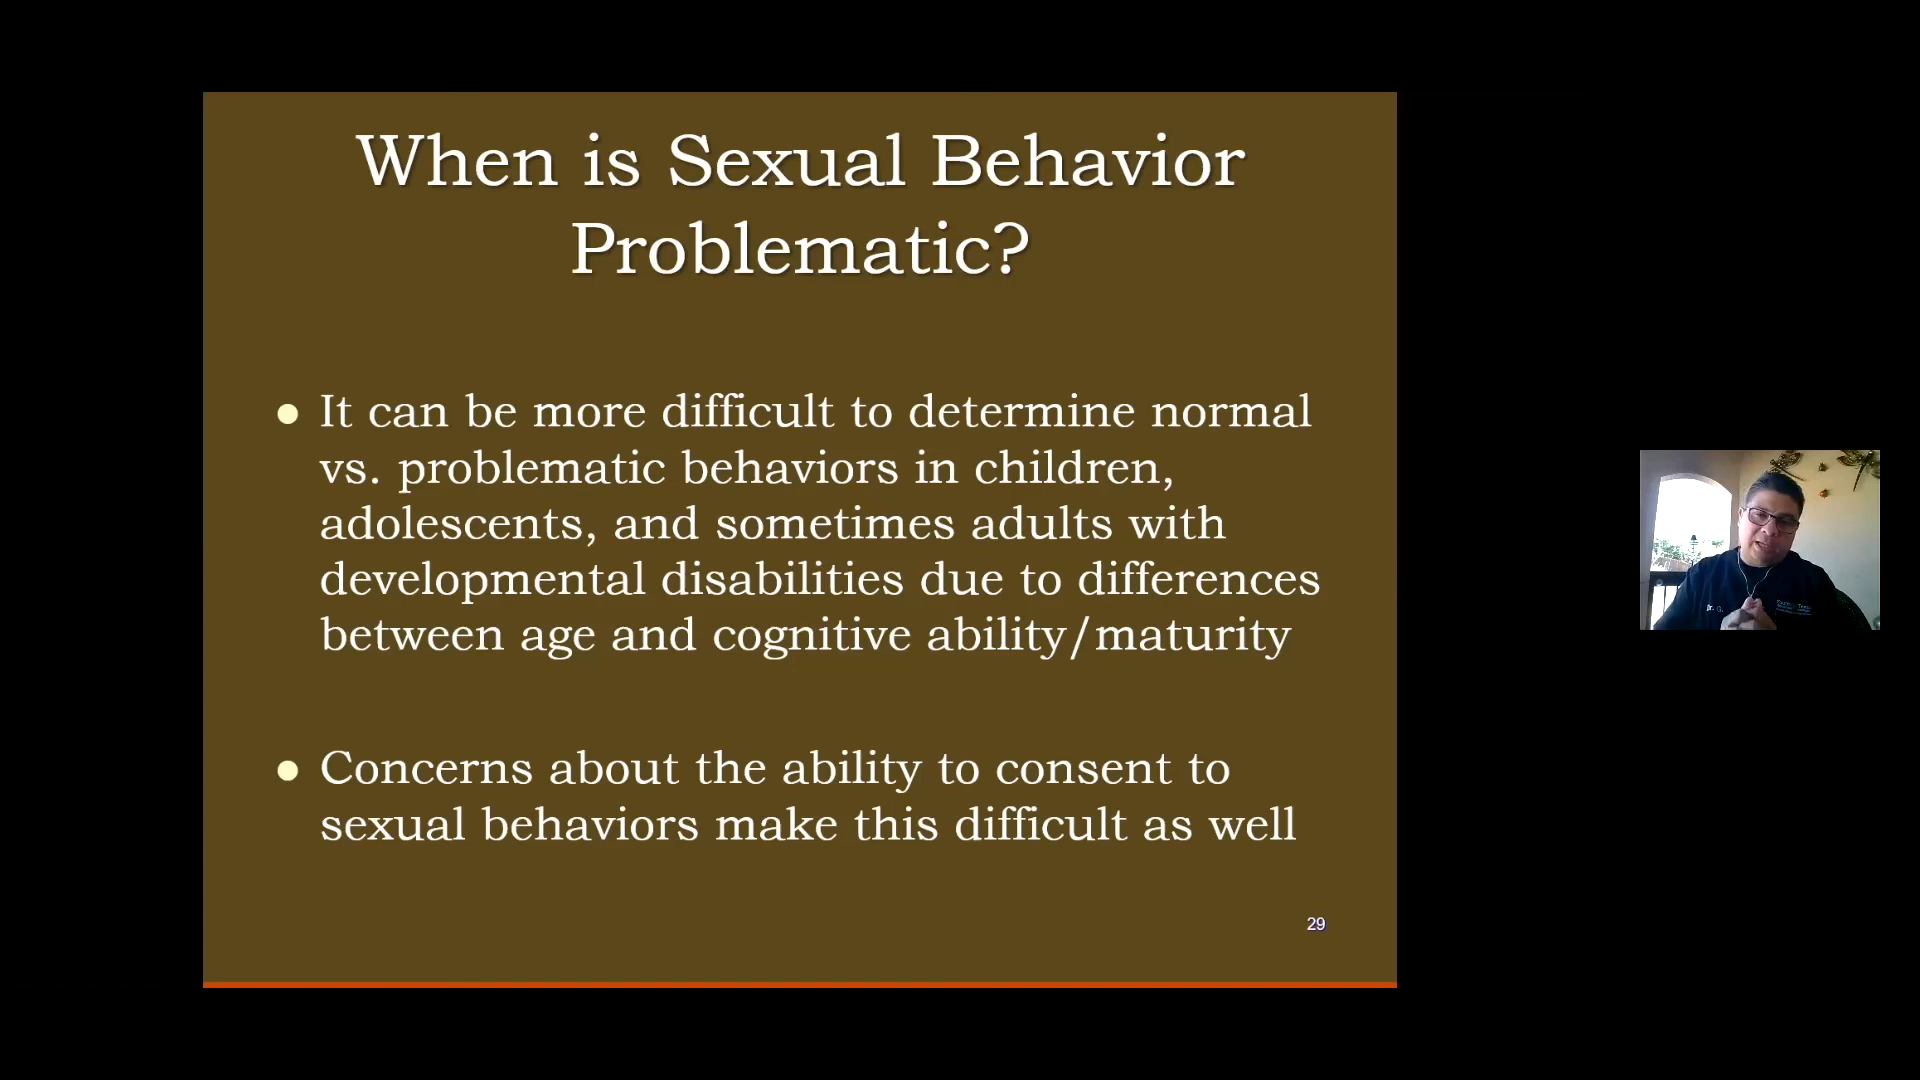 When is Sexual Behavior
Problematic?
It can be more difficult to determine normal
vs. problematic behaviors in children,
adolescents, and sometimes adults with
developmental disabilities due to differences
between age and cognitive ability/maturity
Concerns about the ability to consent to
sexual behaviors make this difficult as well
29